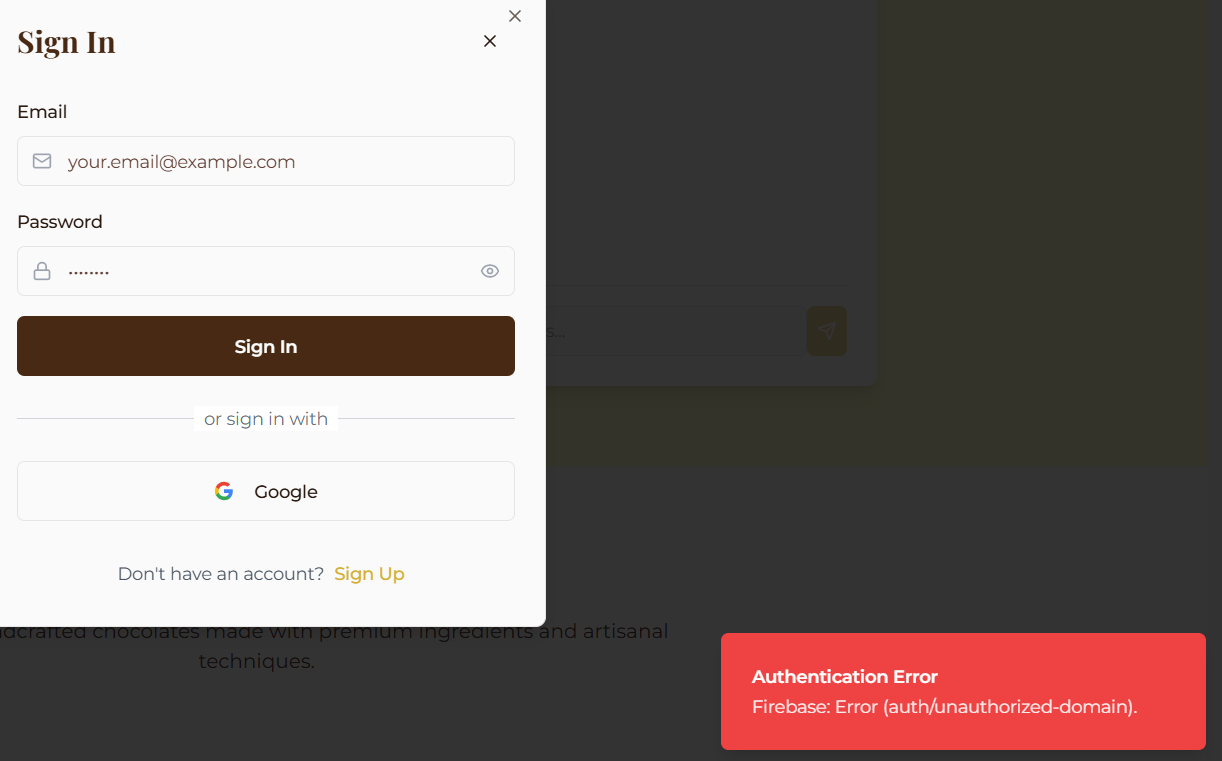 Sign In
Email
your.email@example.com
Password
••••••••
Sign In
or sign in with
Google
Don't have an account? Sign Up
s...
chocolates made with premium ingredients and artisanal
techniques.
Authentication Error
Firebase: Error (auth/unauthorized-domain).